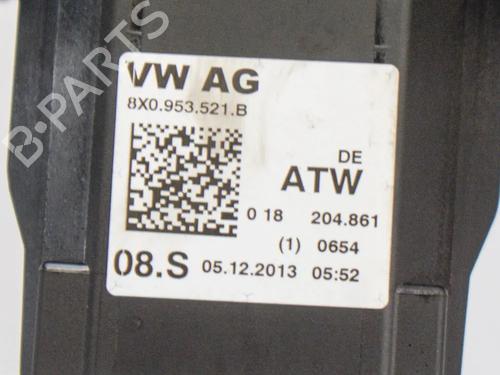 VW AG
8X0.953.521.B
DE
ATW
0 18 204.861
(1) 0654
08.S 05.12.2013 05:52
B-PARTS